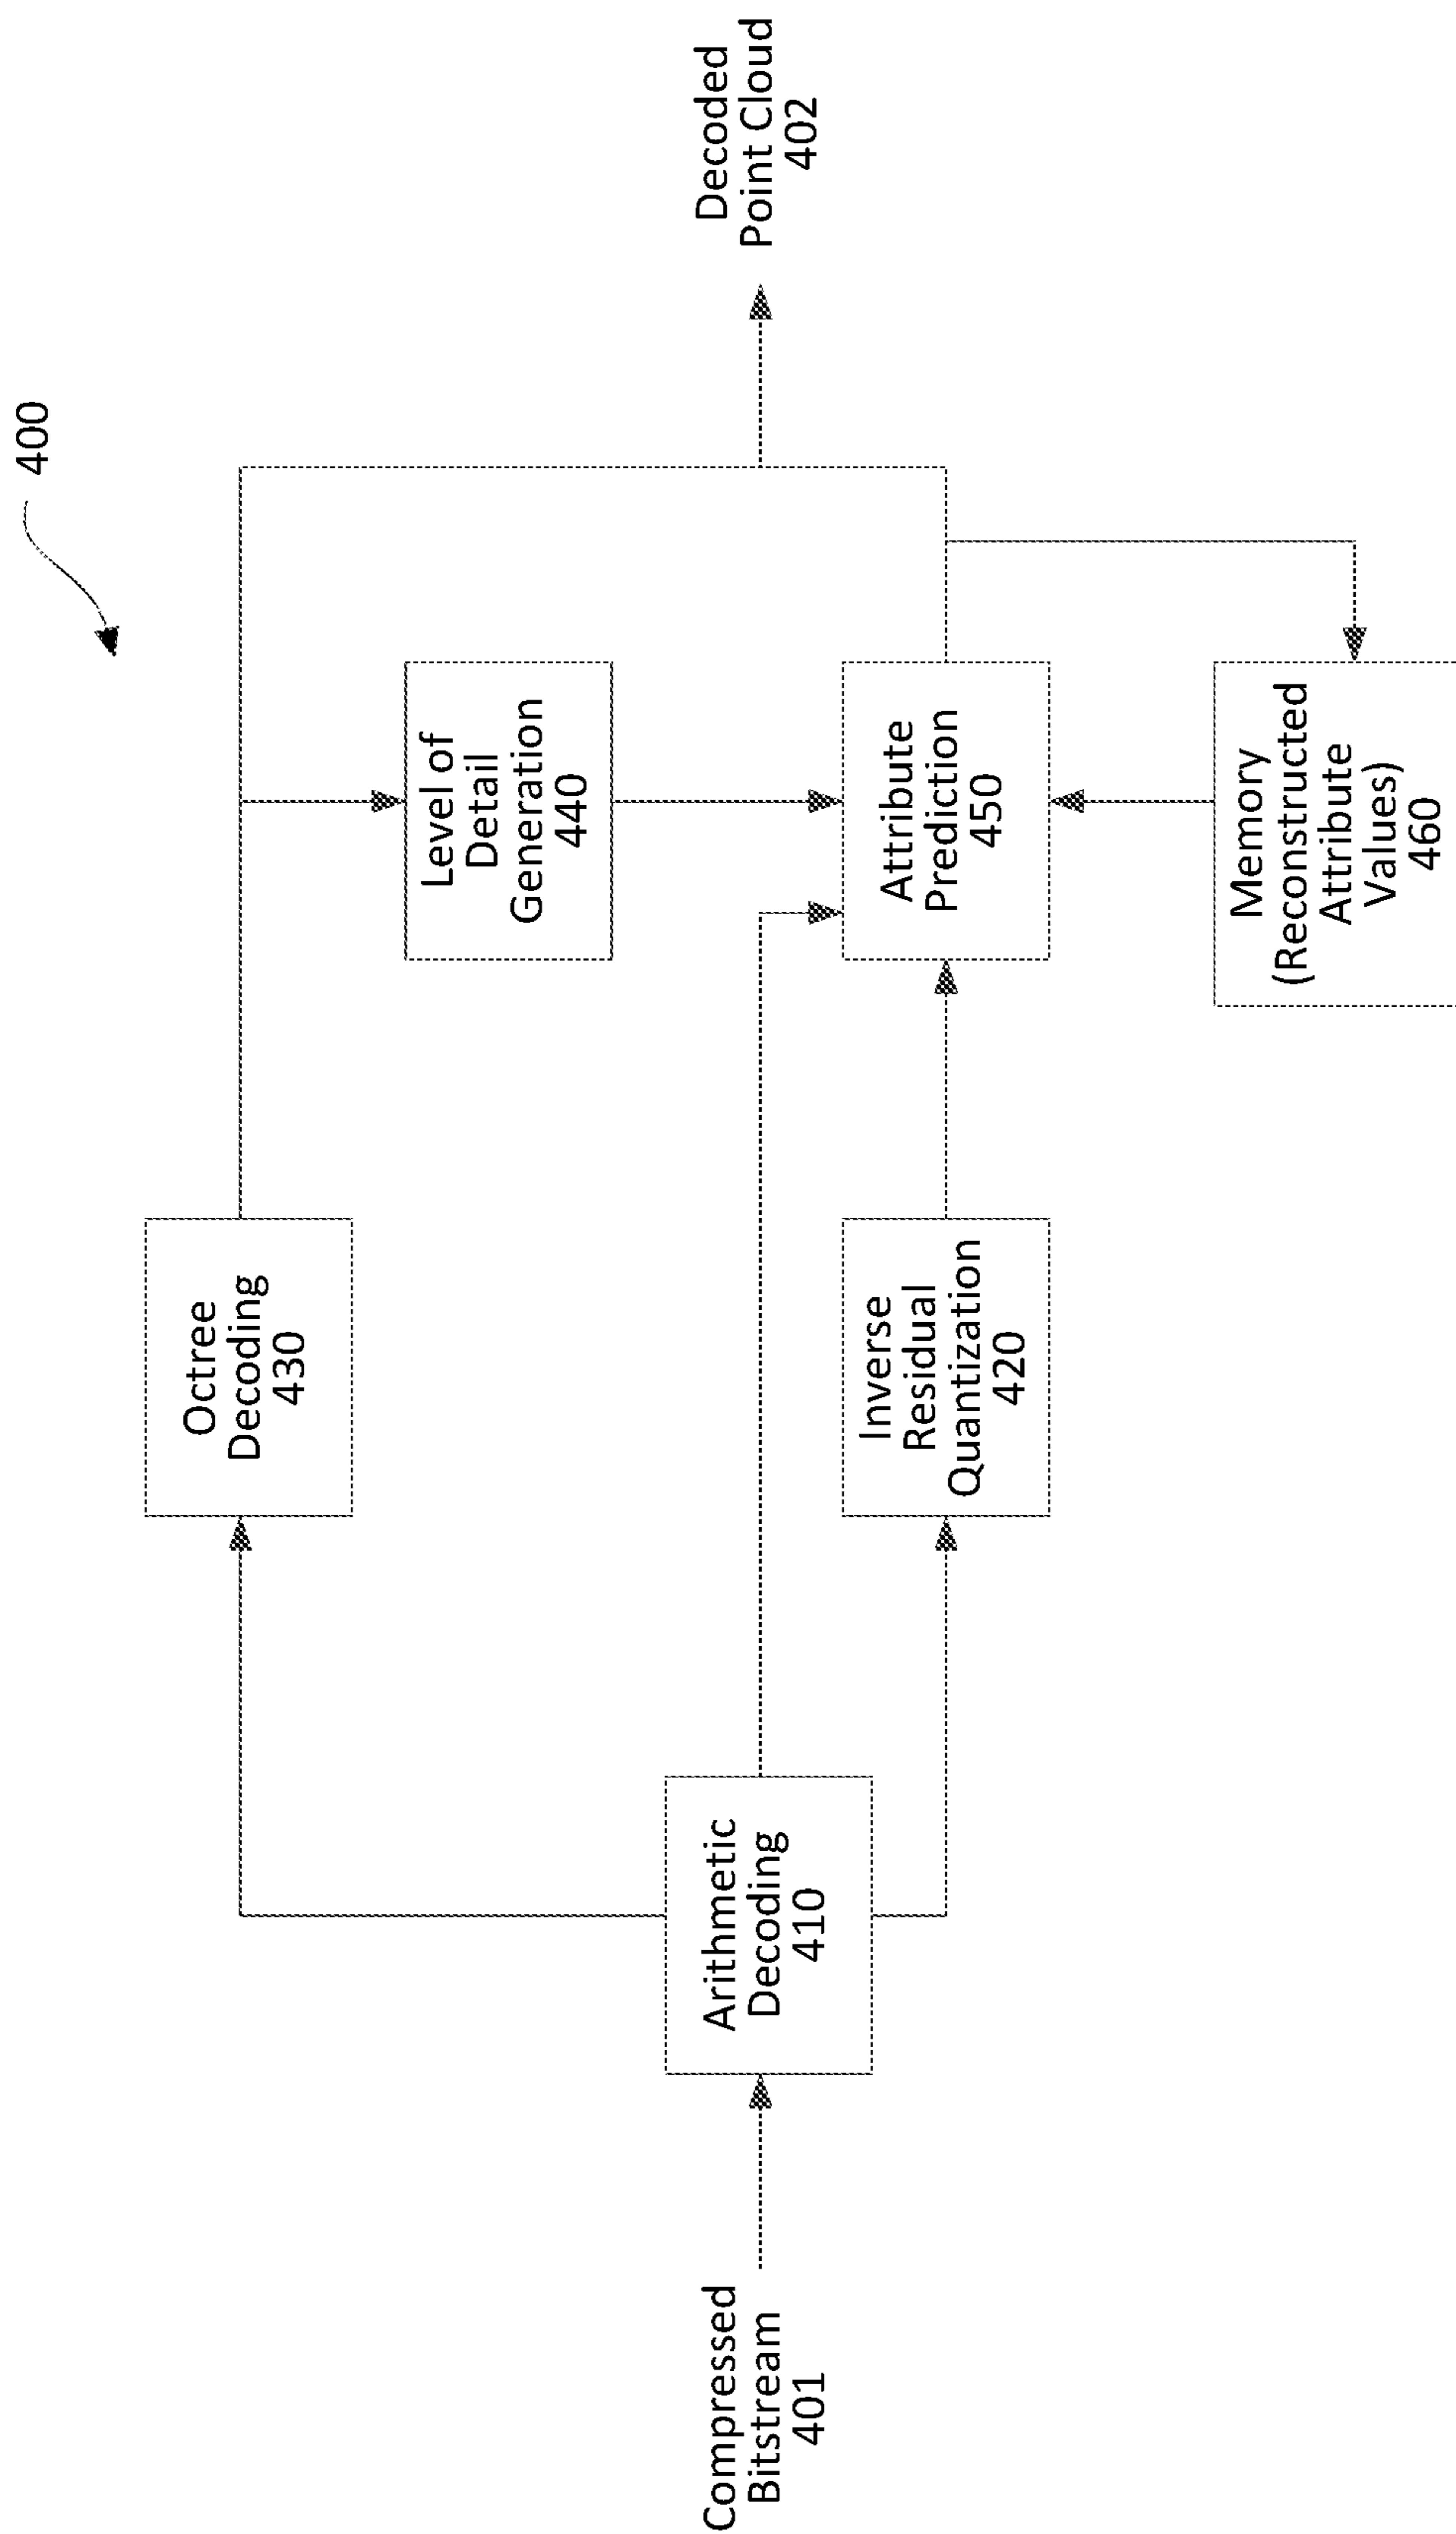 400
Compressed
Bitstream
401
Arithmetic
Decoding
410
Octree
Decoding
430
Inverse
Residual
Quantization
420
Level of
Detail
Generation
440
Attribute
Prediction
450
Memory
(Reconstructed
Attribute
Values)
460
Decoded
Point Cloud
402